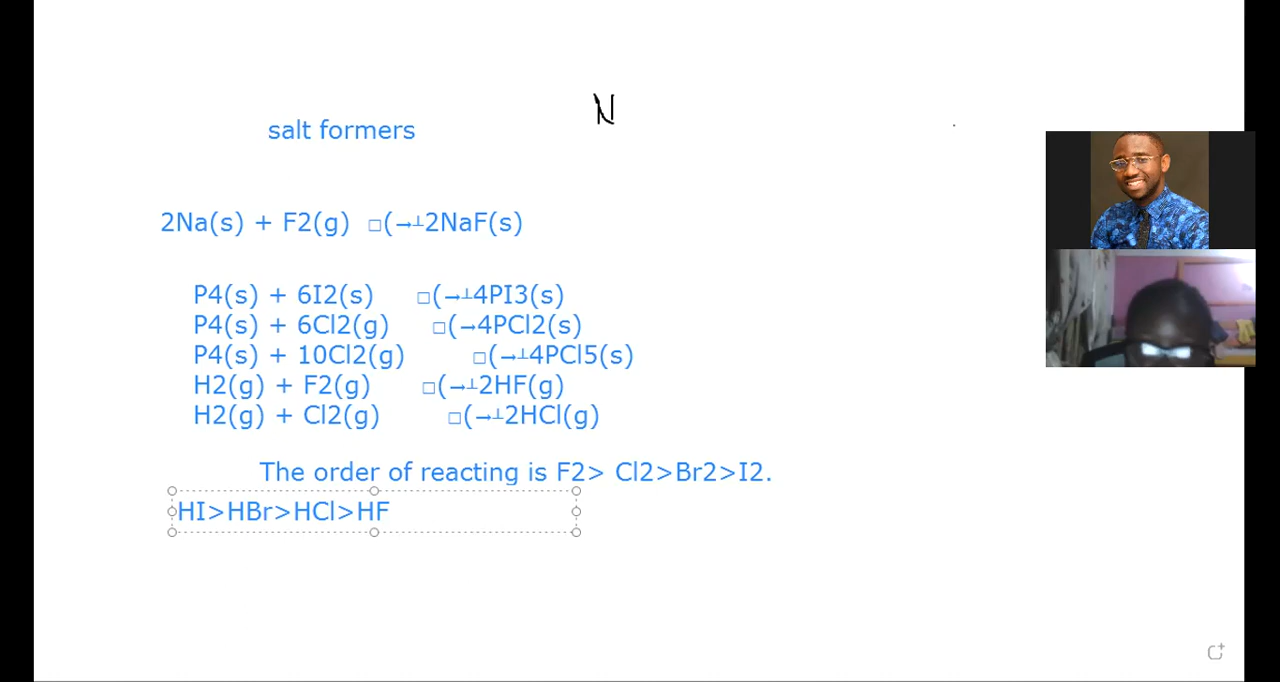 N
salt formers
2Na(s) + F2(g) □(→┴2NaF(s)
P4(s) + 6I2(s) □(→┴4PI3(s)
P4(s) + 6Cl2(g) □(→4PCl2(s)
P4(s) + 10Cl2(g) □(→┴4PCl5(s)
H2(g) + F2(g) □(→┴2HF(g)
H2(g) + Cl2(g) □(→┴2HCl(g)
The order of reacting is F2> Cl2>Br2>I2.
HI>HBr>HCl>HF